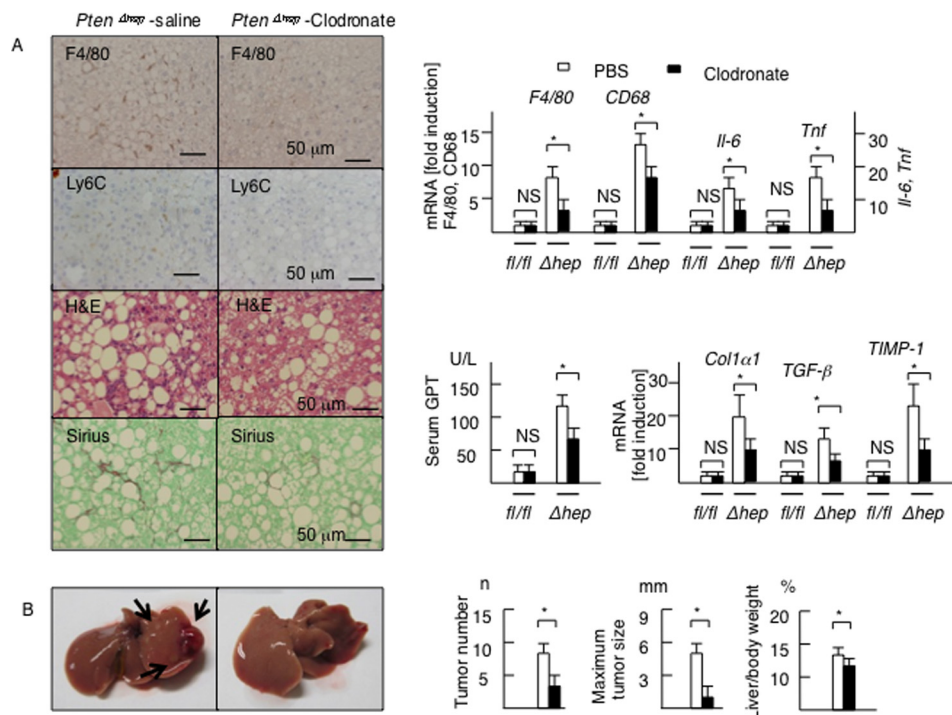 Pten Δhep -saline
Pten Δhep -Clodronate
A
F4/80
F4/80
50 μm
Ly6C
Ly6C
50 μm
H&E
H&E
50 μm
Sirius
Sirius
50 μm
PBS
Clodronate
F4/80
CD68
Il-6
Tnf
mRNA [fold induction]
F4/80, CD68
15
10
5
30
20
10
Il-6, Tnf
*
*
*
*
NS
NS
NS
NS
fl/fl Δhep fl/fl Δhep fl/fl Δhep fl/fl Δhep
U/L
Serum GPT
150
100
50
NS
*
fl/fl Δhep
Col1α1
TGF-β
TIMP-1
mRNA
[fold induction]
30
20
10
NS
*
NS
*
NS
*
fl/fl Δhep fl/fl Δhep fl/fl Δhep
B
n
Tumor number
15
10
5
*
mm
Maximum
tumor size
9
6
3
*
%
Liver/body weight
20
15
10
*